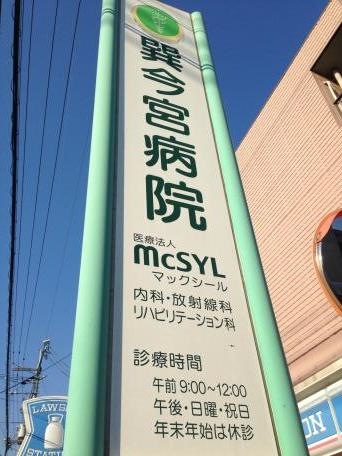 巽今宮病院
医療法人
McSYL
マックシール
内科・放射線科
リハビリテーション科
診療時間
午前 9:00~12:00
午後・日曜・祝日
年末年始は休診
LAWS
ON